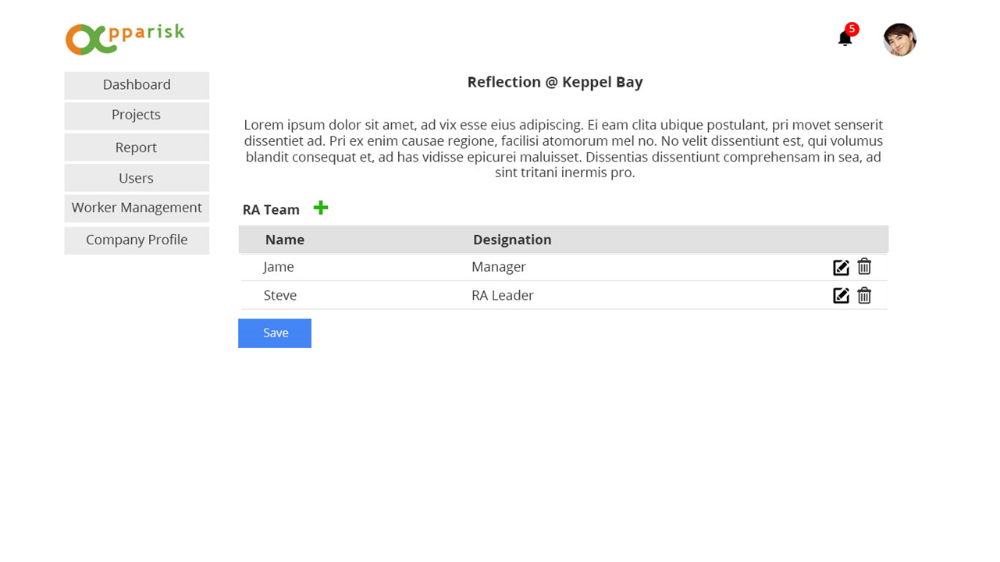 pparisk
5
Dashboard
Projects
Report
Users
Worker Management
Company Profile
Reflection @ Keppel Bay
Lorem ipsum dolor sit amet, ad vix esse eius adipiscing. Ei eam clita ubique postulant, pri movet senserit
dissentiet ad. Pri ex enim causae regione, facilisi atomorum mel no. No velit dissentiunt est, qui volumus
blandit consequat et, ad has vidisse epicurei maluisset. Dissentias dissentiunt comprehensam in sea, ad
sint tritani inermis pro.
RA Team
Name Designation
Jame Manager
Steve RA Leader
Save